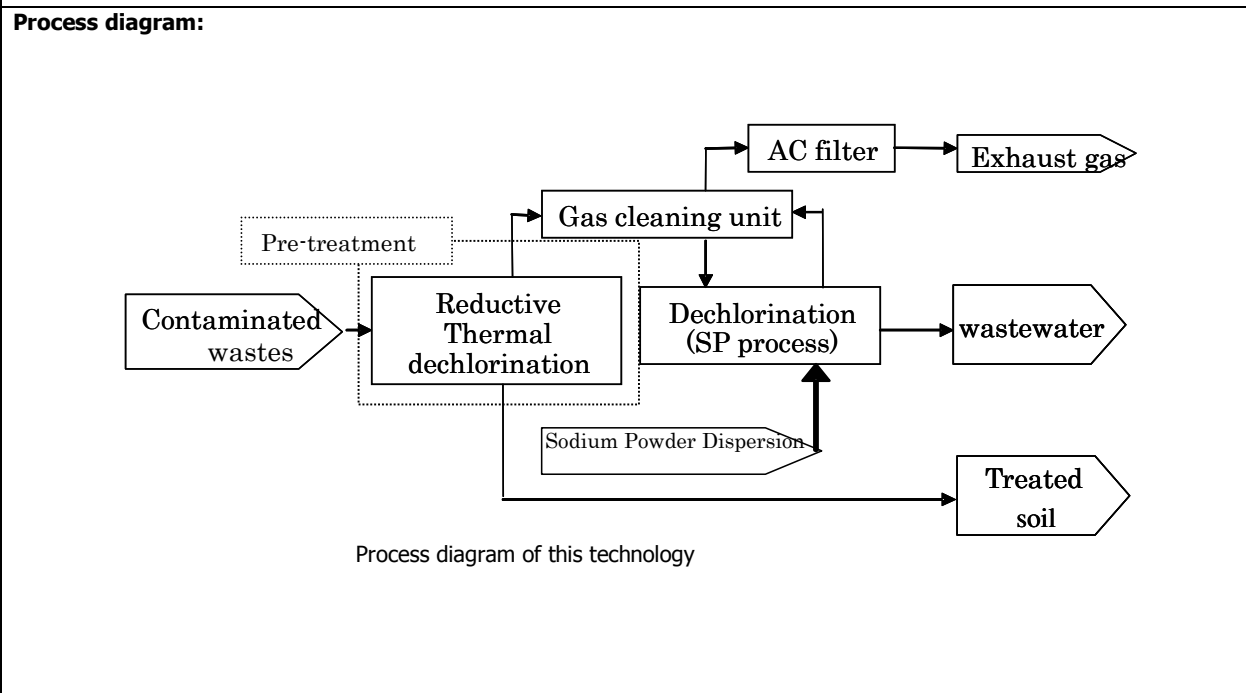 Process diagram:
AC filter
Exhaust gas
Gas cleaning unit
Pre-treatment
Contaminated
wastes
Reductive
Thermal
dechlorination
Dechlorination
(SP process)
wastewater
Sodium Powder Dispersion
Treated
soil
Process diagram of this technology